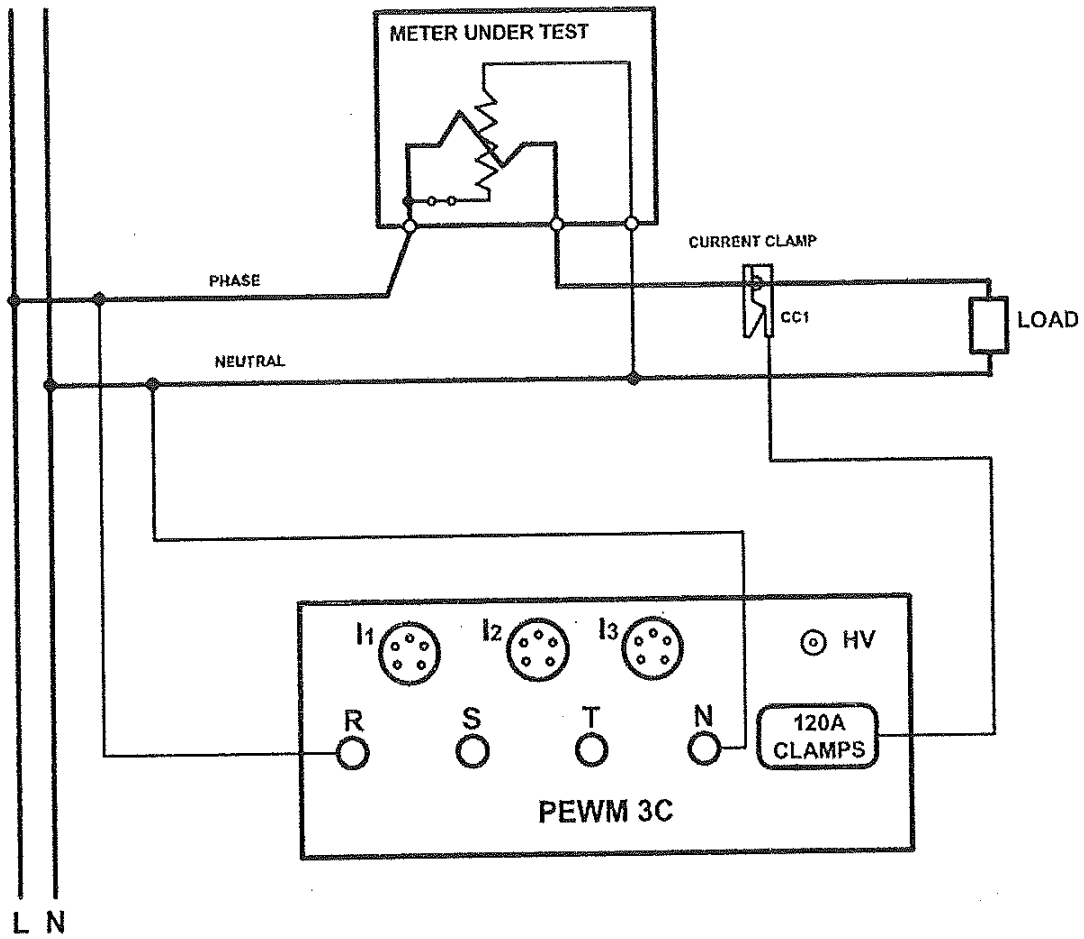 METER UNDER TEST
CURRENT CLAMP
PHASE
CC1
LOAD
NEUTRAL
I1 I2 I3 HV
R S T N 120A
CLAMPS
PEWM 3C
L N